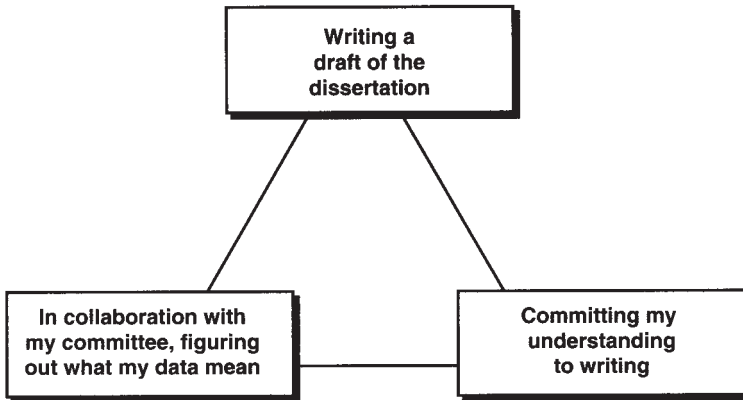 Writing a
draft of the
dissertation
In collaboration with
my committee, figuring
out what my data mean
Committing my
understanding
to writing